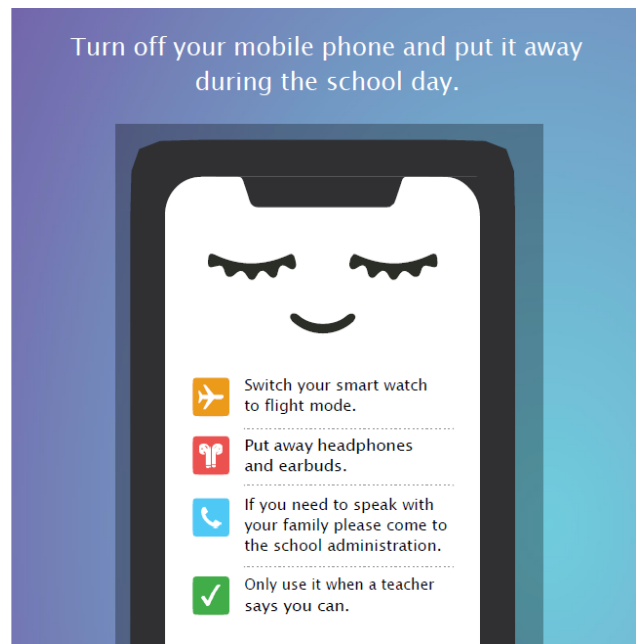 Turn off your mobile phone and put it away
during the school day.
Switch your smart watch
to flight mode.
Put away headphones
and earbuds.
If you need to speak with
your family please come to
the school administration.
Only use it when a teacher
says you can.